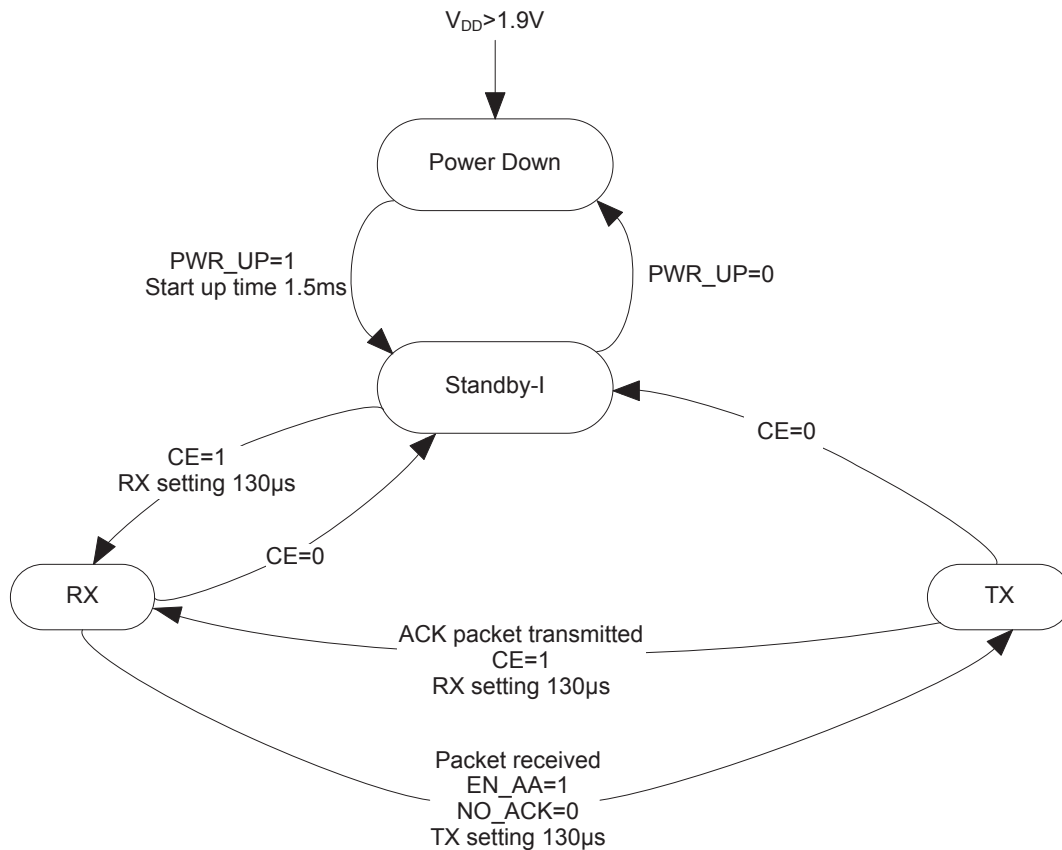 V_DD>1.9V
Power Down
PWR_UP=1
Start up time 1.5ms
PWR_UP=0
Standby-I
CE=1
RX setting 130µs
CE=0
CE=0
RX
TX
ACK packet transmitted
CE=1
RX setting 130µs
Packet received
EN_AA=1
NO_ACK=0
TX setting 130µs